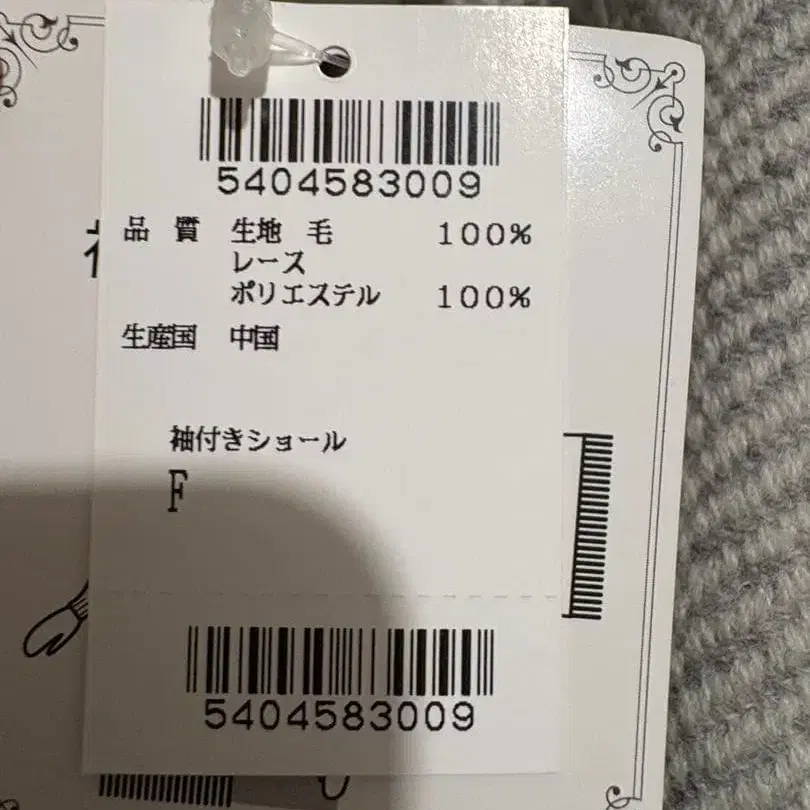 5404583009
品 質 生地 毛 100%
レース
ポリエステル 100%
生産国 中国
袖付きショール
F
5404583009